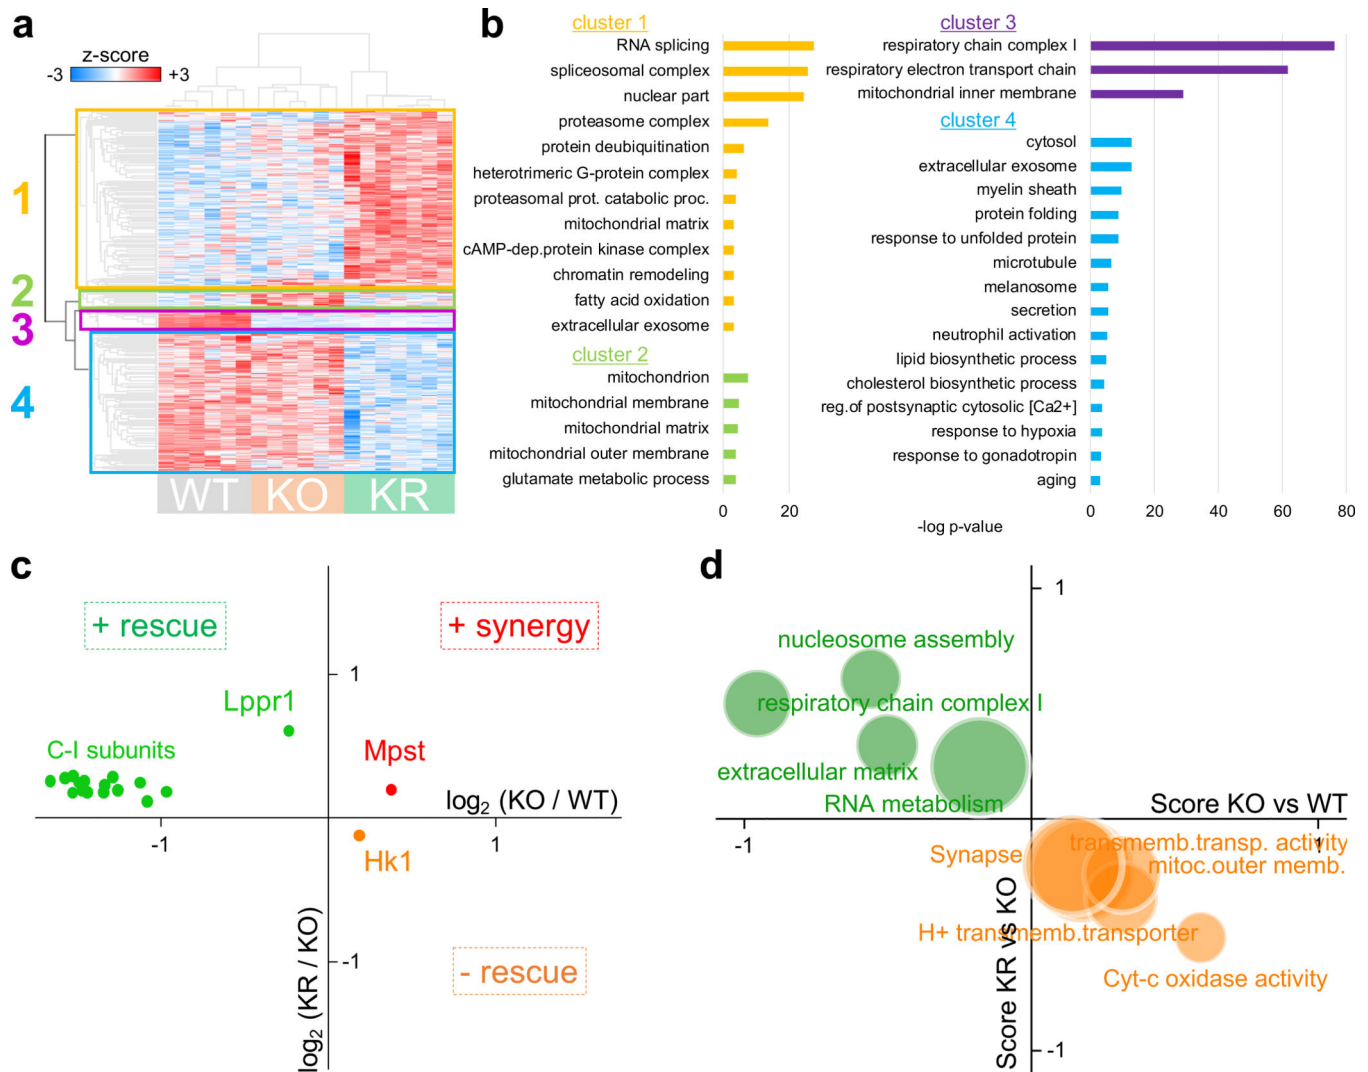 a
z-score
-3
+3
1
2
3
4
WT
KO
KR
b
cluster 1
RNA splicing
spliceosomal complex
nuclear part
proteasome complex
protein deubiquitination
heterotrimeric G-protein complex
proteasomal prot. catabolic proc.
mitochondrial matrix
cAMP-dep.protein kinase complex
chromatin remodeling
fatty acid oxidation
extracellular exosome
cluster 2
mitochondrion
mitochondrial membrane
mitochondrial matrix
mitochondrial outer membrane
glutamate metabolic process
0
20
cluster 3
respiratory chain complex I
respiratory electron transport chain
mitochondrial inner membrane
cluster 4
cytosol
extracellular exosome
myelin sheath
protein folding
response to unfolded protein
microtubule
melanosome
secretion
neutrophil activation
lipid biosynthetic process
cholesterol biosynthetic process
reg.of postsynaptic cytosolic [Ca2+]
response to hypoxia
response to gonadotropin
aging
0
20
40
60
80
-log p-value
c
+ rescue
+ synergy
1
Lppr1
C-I subunits
Mpst
log2 (KO / WT)
-1
1
Hk1
log2 (KR / KO)
-1
- rescue
d
1
nucleosome assembly
respiratory chain complex I
extracellular matrix
RNA metabolism
Score KO vs WT
-1
1
Synapse
transmemb.transp. activity
mitoc.outer memb.
H+ transmemb.transporter
Cyt-c oxidase activity
Score KR vs KO
-1